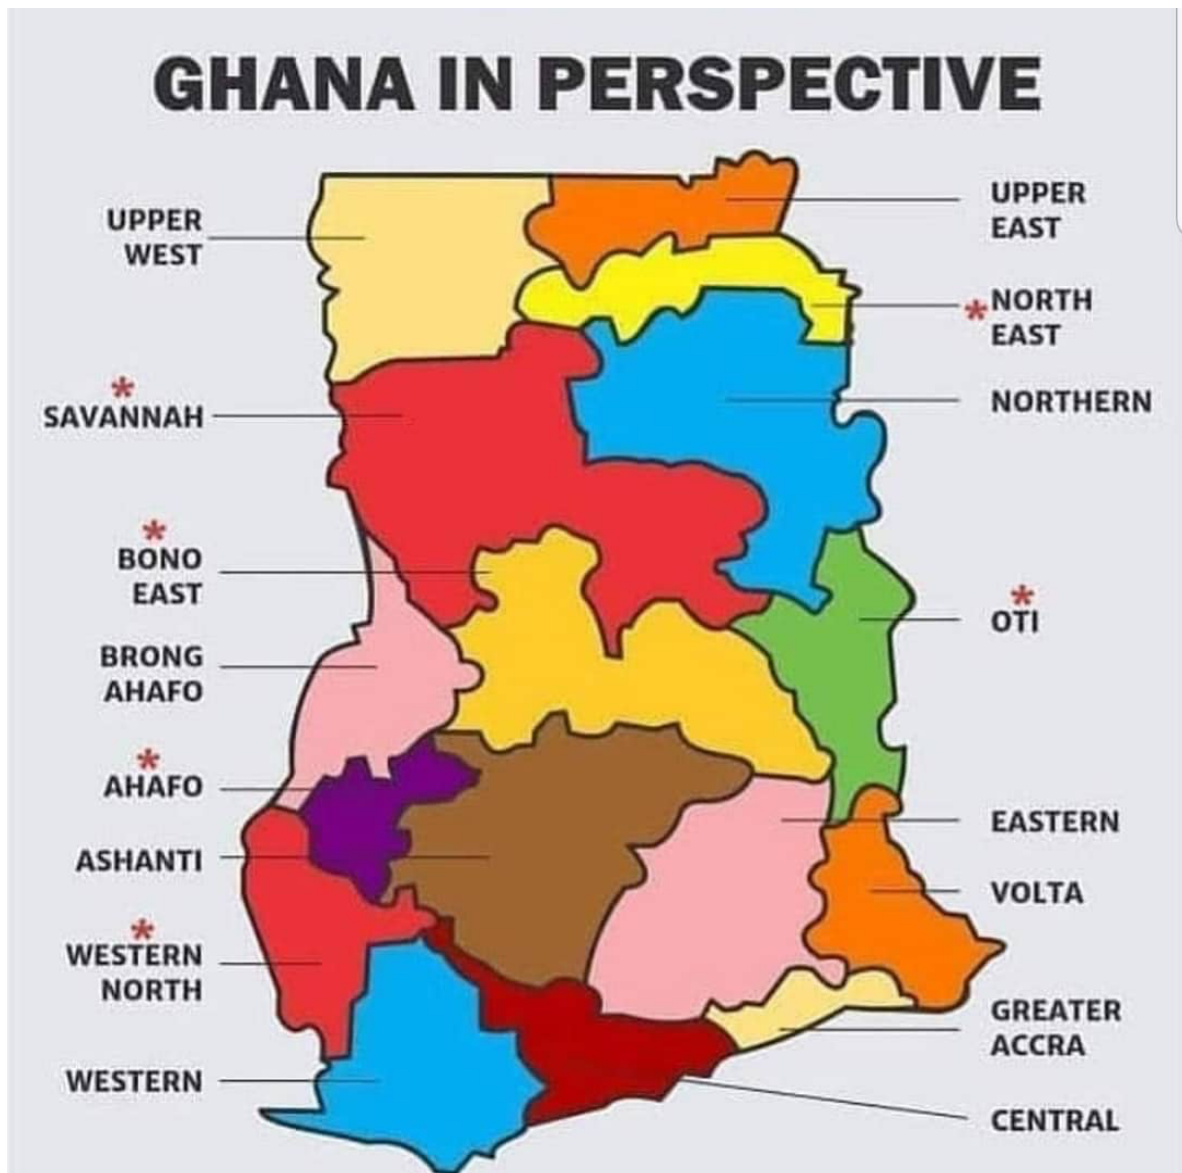 GHANA IN PERSPECTIVE
UPPER
WEST
*
SAVANNAH
*
BONO
EAST
BRONG
AHAFO
*
AHAFO
ASHANTI
*
WESTERN
NORTH
WESTERN
UPPER
EAST
*NORTH
EAST
NORTHERN
*
OTI
EASTERN
VOLTA
GREATER
ACCRA
CENTRAL